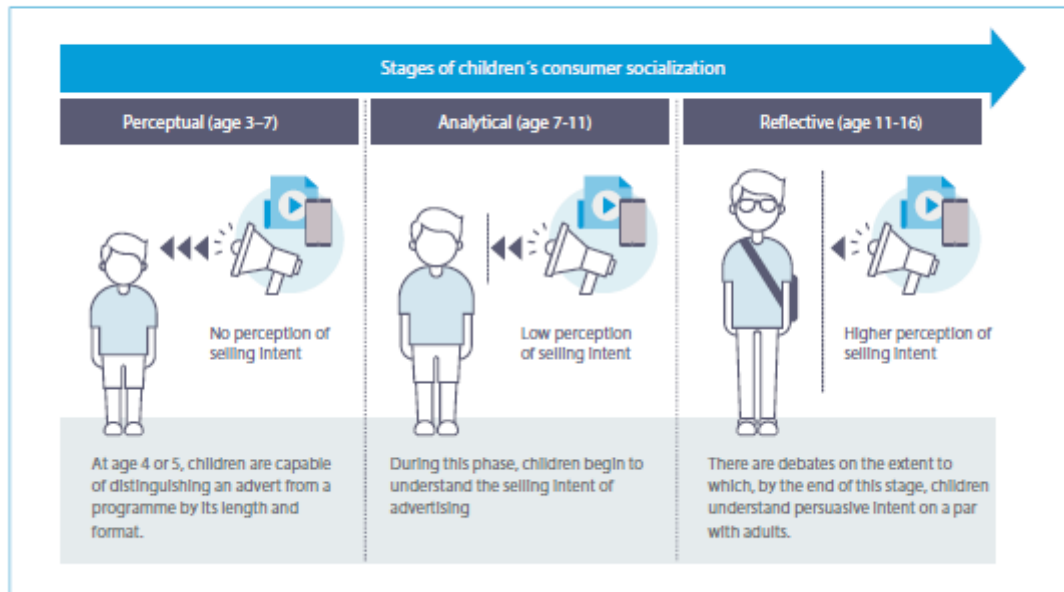 Stages of children´s consumer socialization
Perceptual (age 3–7)
Analytical (age 7-11)
Reflective (age 11-16)
No perception of
selling intent
Low perception
of selling intent
Higher perception of
selling intent
At age 4 or 5, children are capable
of distinguishing an advert from a
programme by its length and
format.
During this phase, children begin to
understand the selling intent of
advertising
There are debates on the extent to
which, by the end of this stage, children
understand persuasive intent on a par
with adults.